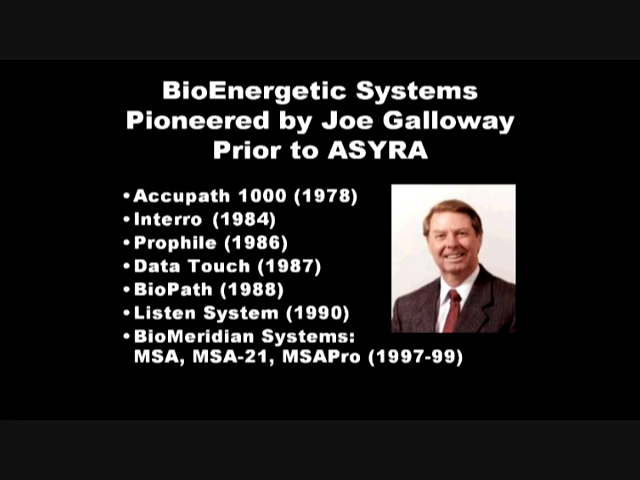 BioEnergetic Systems
Pioneered by Joe Galloway
Prior to ASYRA
• Accupath 1000 (1978)
• Interro (1984)
• Prophile (1986)
• Data Touch (1987)
• BioPath (1988)
• Listen System (1990)
• BioMeridian Systems:
MSA, MSA-21, MSAPro (1997-99)